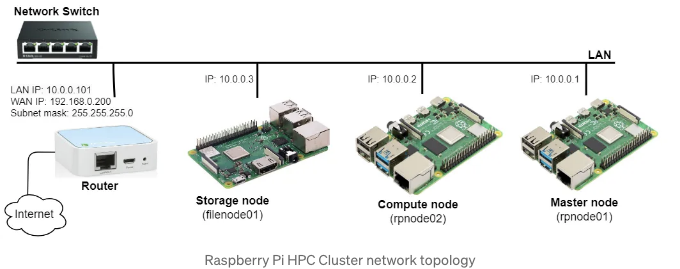 Network Switch
LAN
LAN IP: 10.0.0.101
WAN IP: 192.168.0.200
Subnet mask: 255.255.255.0
IP: 10.0.0.3
IP: 10.0.0.2
IP: 10.0.0.1
Router
Internet
Storage node
(filenode01)
Compute node
(rpnode02)
Master node
(rpnode01)
Raspberry Pi HPC Cluster network topology